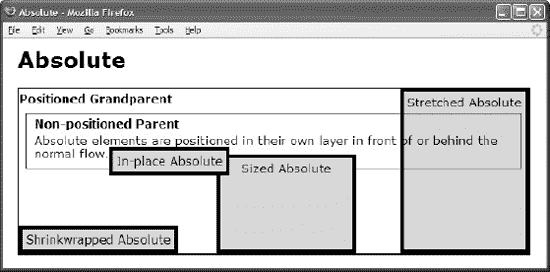 Absolute - Mozilla Firefox
File Edit View Go Bookmarks Tools Help
Absolute
Positioned Grandparent
Stretched Absolute
Non-positioned Parent
Absolute elements are positioned in their own layer in front of or behind the
normal flow.
In-place Absolute
Sized Absolute
Shrinkwrapped Absolute